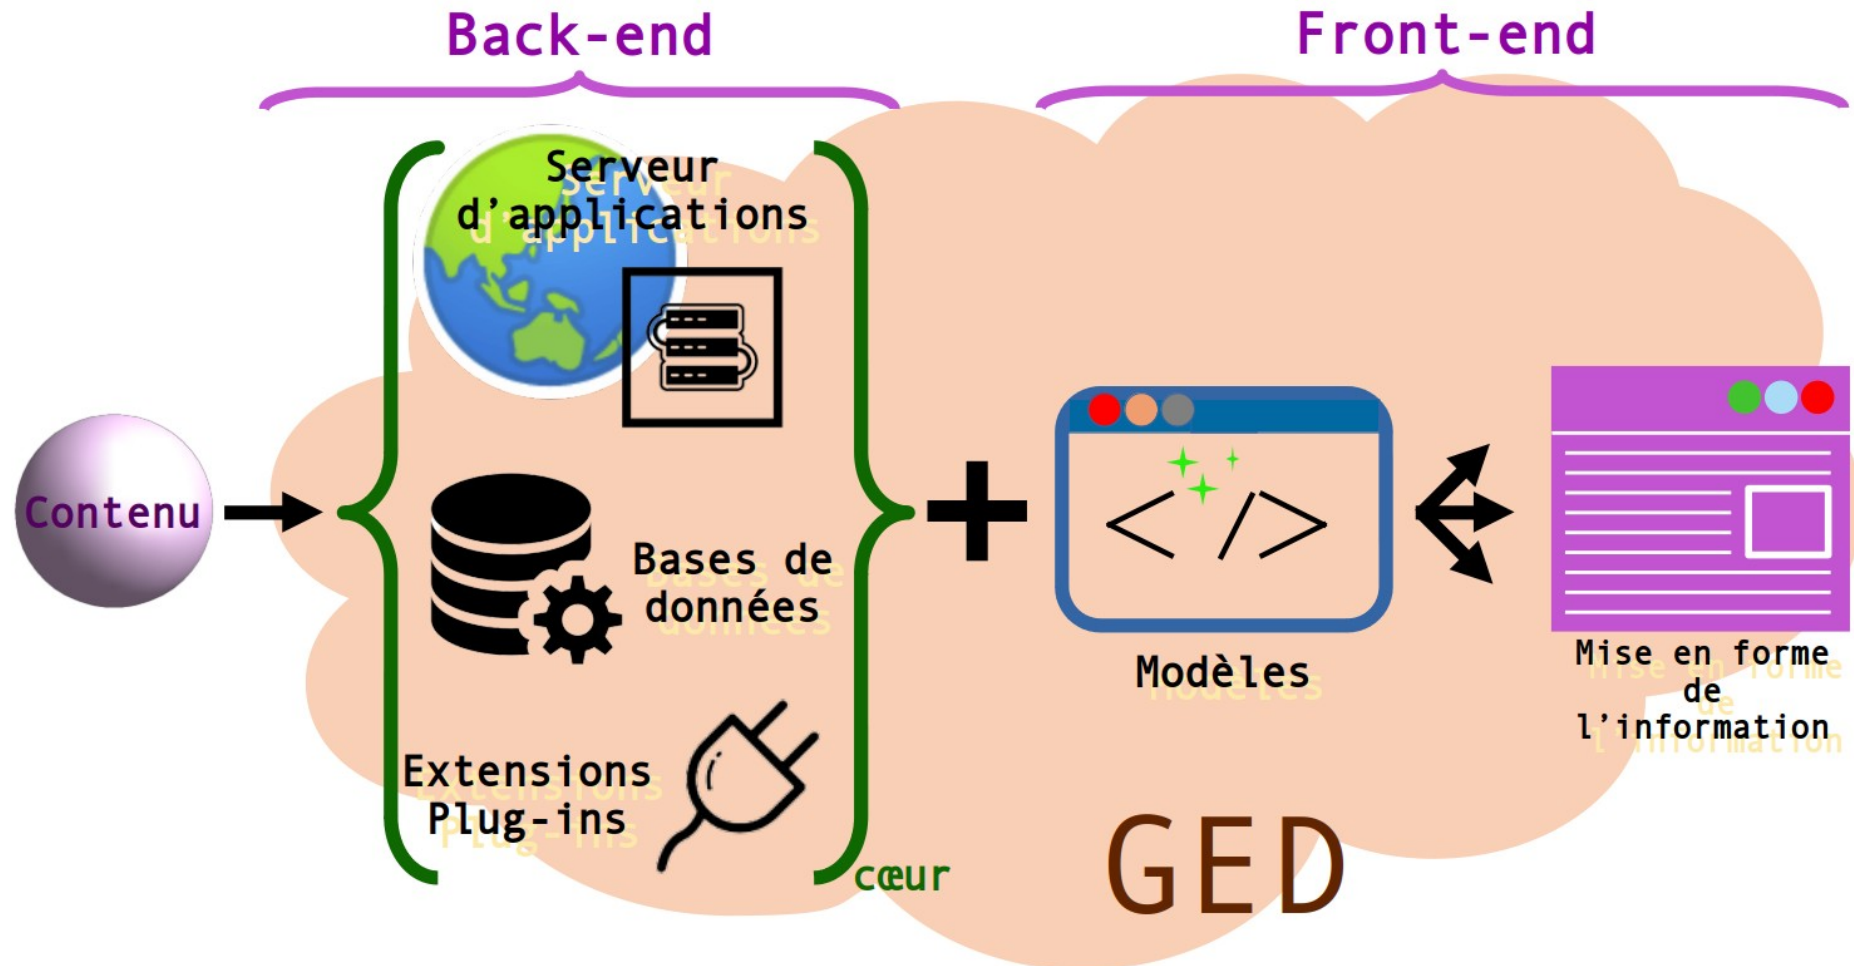 Back-end
Front-end
Serveur
d’applications
Contenu
Bases de
données
Modèles
Mise en forme
de
l’information
Extensions
Plug-ins
cœur
GED